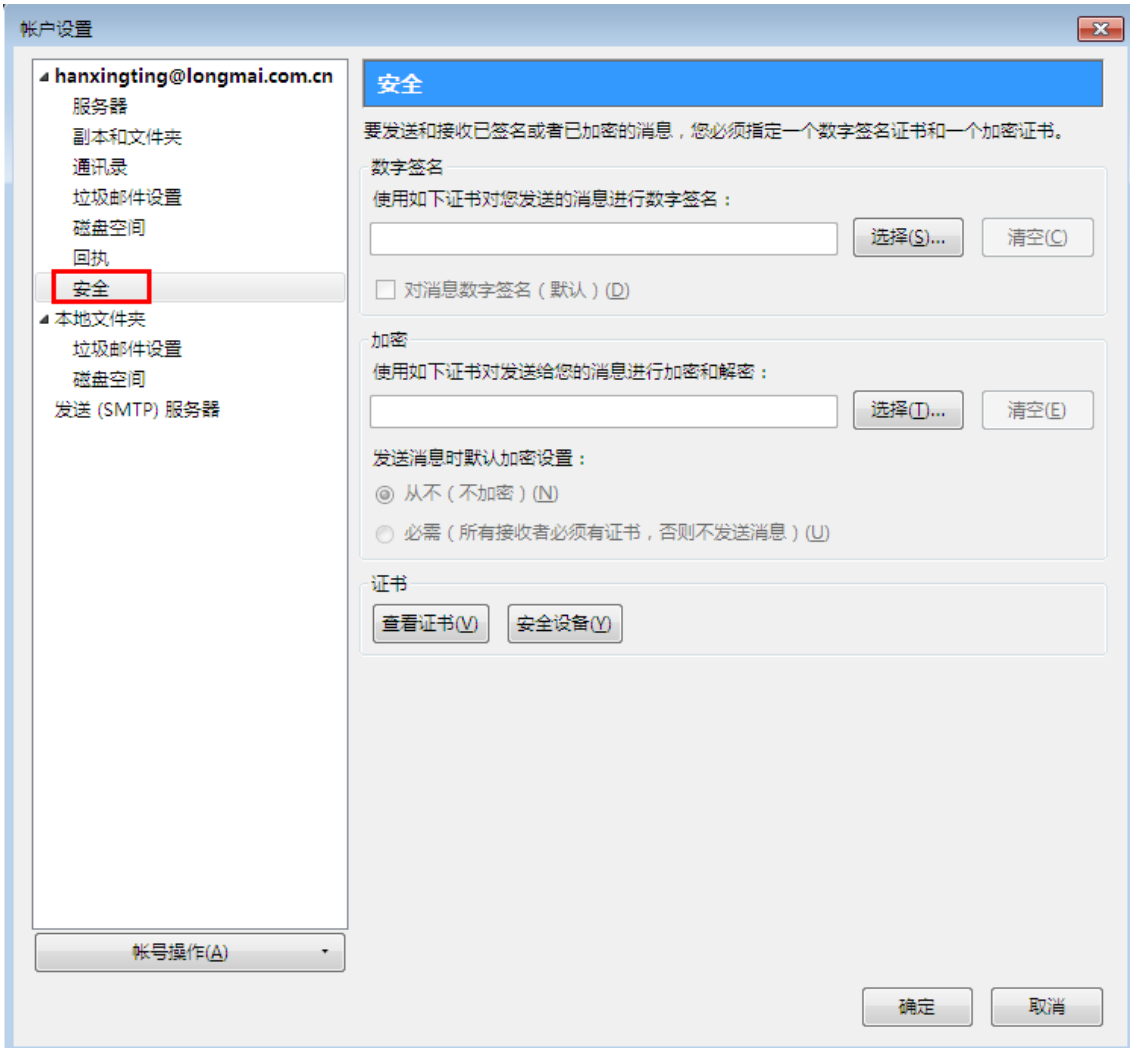 帐户设置
hanxingting@longmai.com.cn
服务器
副本和文件夹
通讯录
垃圾邮件设置
磁盘空间
回执
安全
本地文件夹
垃圾邮件设置
磁盘空间
发送 (SMTP) 服务器
帐号操作(A)
安全
要发送和接收已签名或者已加密的消息，您必须指定一个数字签名证书和一个加密证书。
数字签名
使用如下证书对您发送的消息进行数字签名：
选择(S)... 清空(C)
对消息数字签名（默认）(D)
加密
使用如下证书对发送给您的消息进行加密和解密：
选择(T)... 清空(E)
发送消息时默认加密设置：
从不（不加密）(N)
必需（所有接收者必须有证书，否则不发送消息）(U)
证书
查看证书(V) 安全设备(Y)
确定 取消